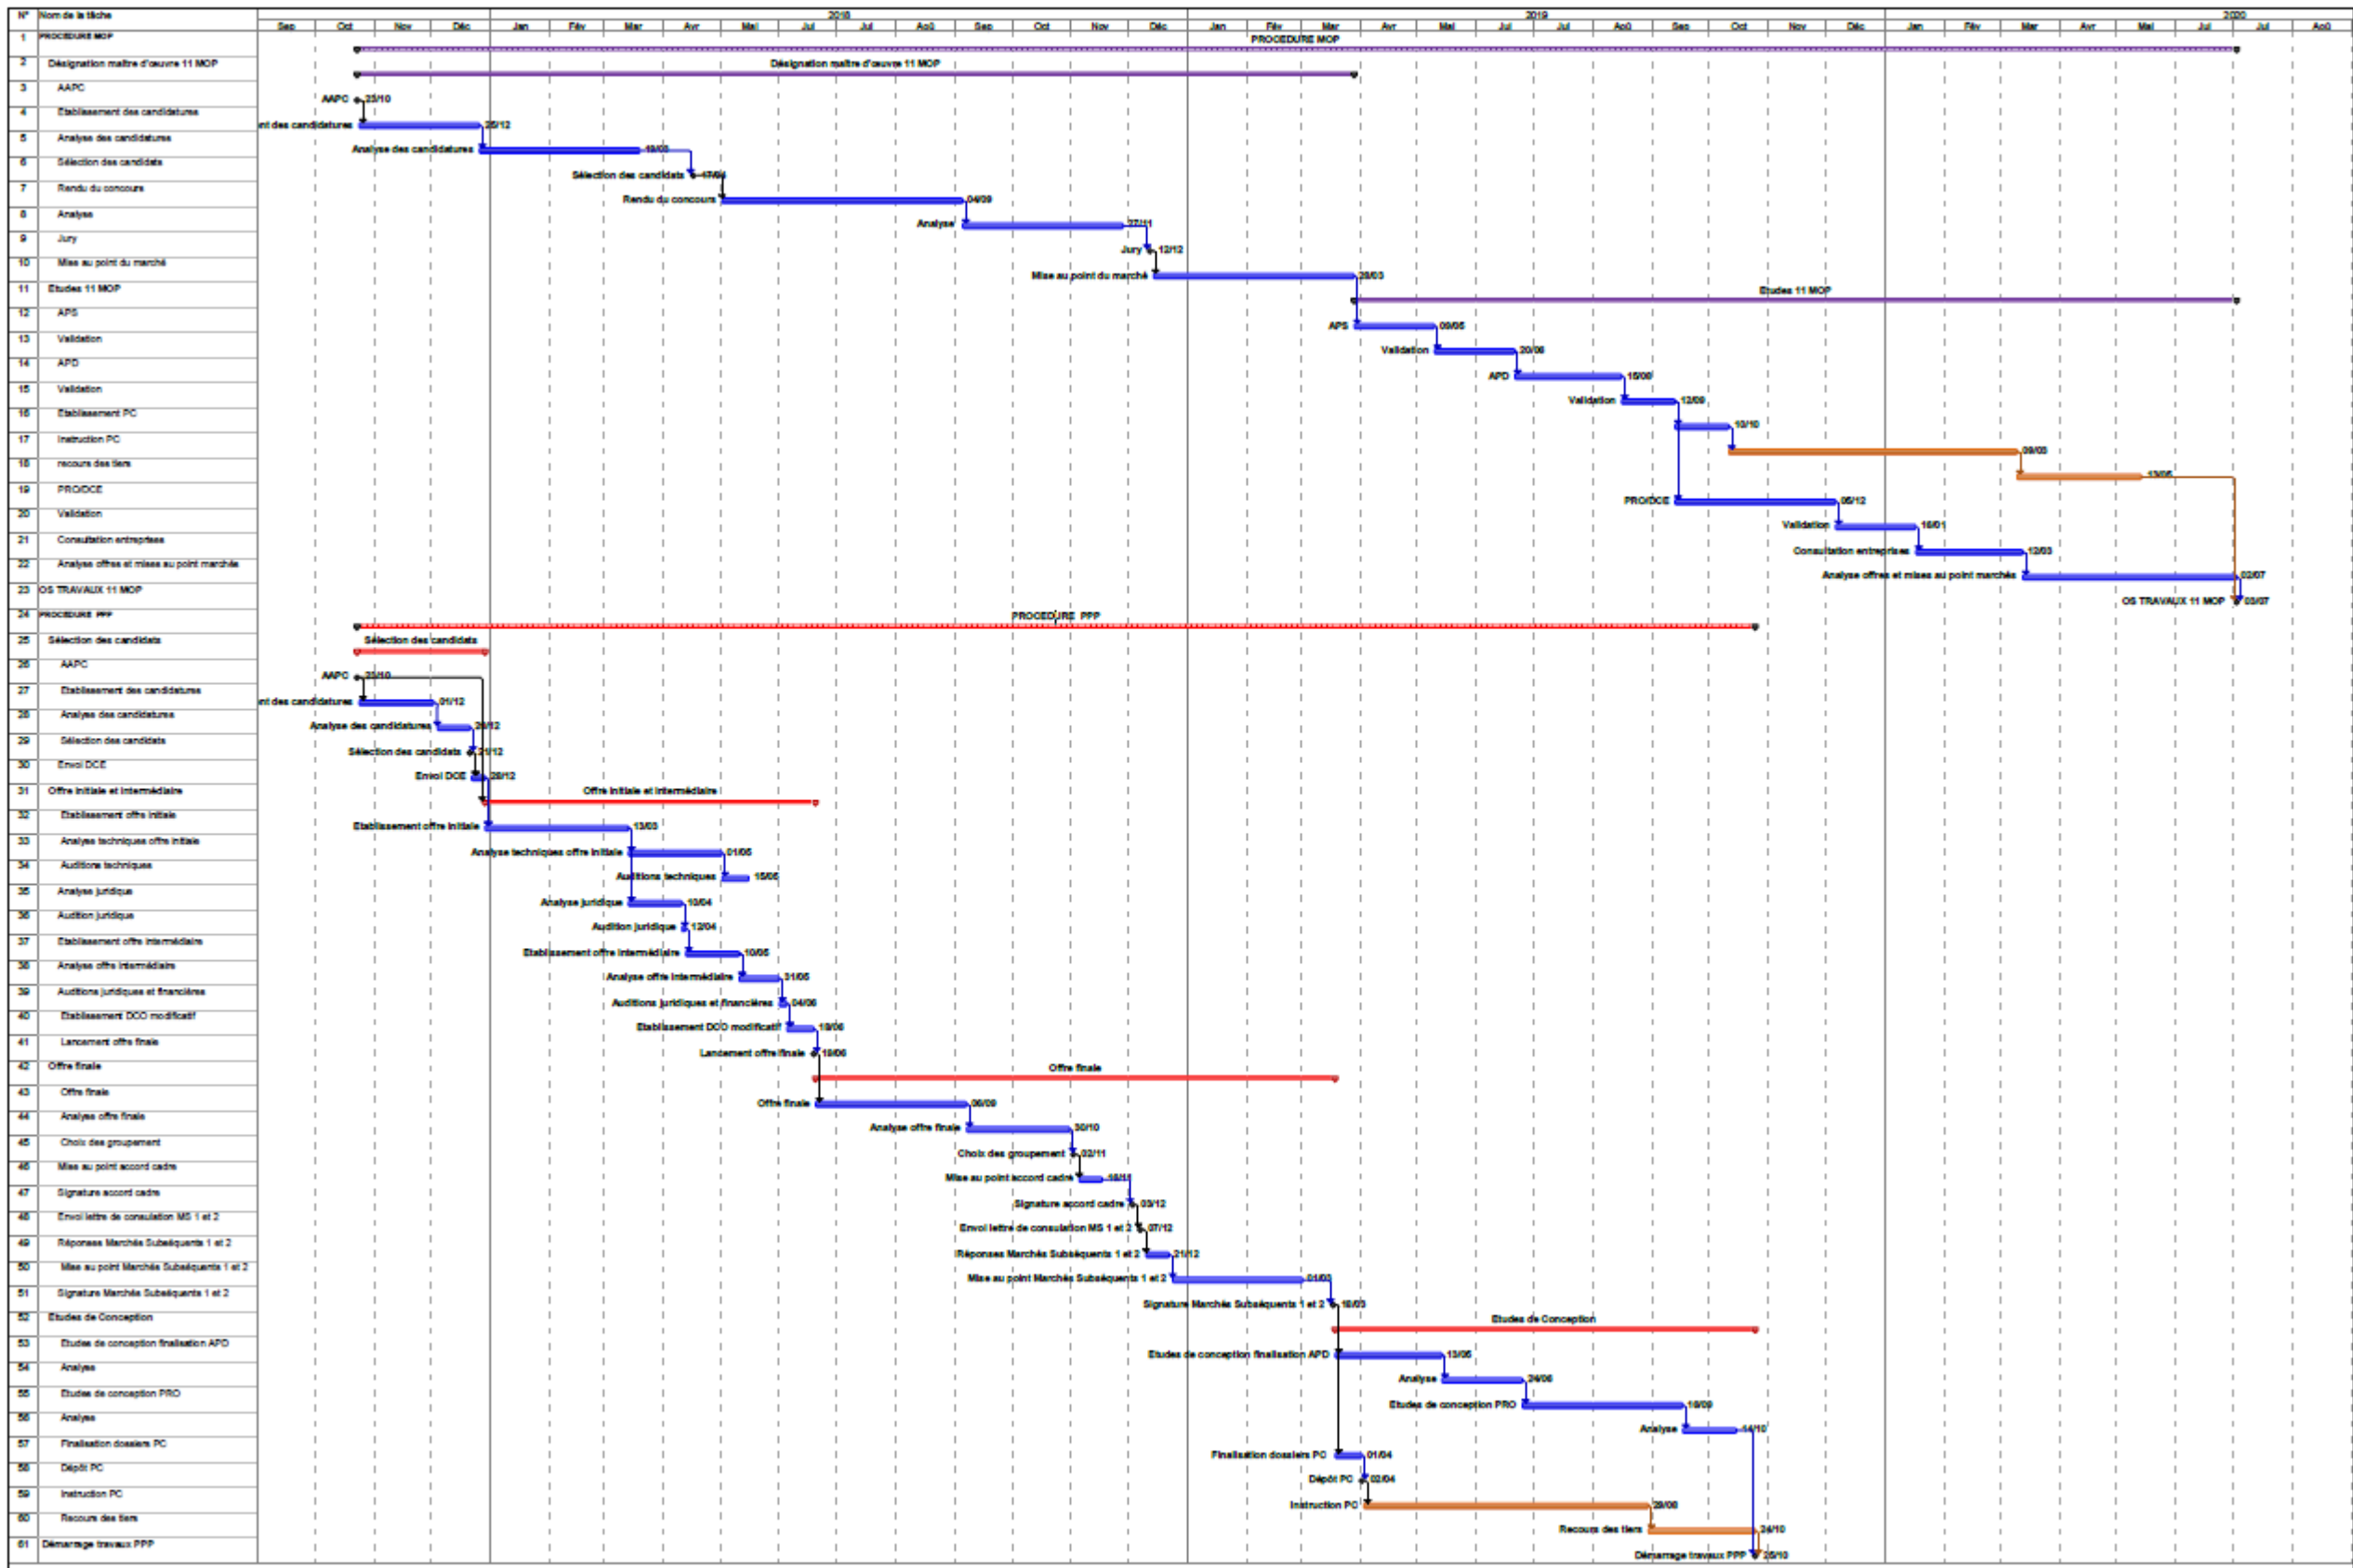 N° Nom de la tâche 2018 2019 2020
Sep Oct Nov Déc Jan Fév Mar Avr Mai Jul Jul Aoû Sep Oct Nov Déc Jan Fév Mar Avr Mai Jul Jul Aoû Sep Oct Nov Déc Jan Fév Mar Avr Mai Jul Jul Aoû
1 PROCEDURE MOP PROCEDURE MOP
2 Désignation maître d'œuvre 11 MOP Désignation maître d'œuvre 11 MOP
3 AAPC AAPC 23/10
4 Etablissement des candidatures nt des candidatures
5 Analyse des candidatures Analyse des candidatures
6 Sélection des candidats Sélection des candidats 17/04
7 Rendu du concours Rendu du concours 04/09
8 Analyse Analyse 27/11
9 Jury Jury 12/12
10 Mise au point du marché Mise au point du marché
11 Etudes 11 MOP Etudes 11 MOP
12 APS APS 09/05
13 Validation Validation 20/06
14 APD APD
15 Validation Validation 12/09
16 Etablissement PC 10/10
17 Instruction PC 09/03
18 recours des tiers
19 PRO/DCE PRO/DCE
20 Validation Validation 16/01
21 Consultation entreprises Consultation entreprises 12/03
22 Analyse offres et mises au point marchés Analyse offres et mises au point marchés 02/07
23 OS TRAVAUX 11 MOP OS TRAVAUX 11 MOP 03/07
24 PROCEDURE PPP PROCEDURE PPP
25 Sélection des candidats Sélection des candidats
26 AAPC AAPC 23/10
27 Etablissement des candidatures nt des candidatures 01/12
28 Analyse des candidatures Analyse des candidatures
29 Sélection des candidats Sélection des candidats 21/12
30 Envoi DCE Envoi DCE 28/12
31 Offre initiale et intermédiaire Offre initiale et intermédiaire
32 Etablissement offre initiale Etablissement offre initiale 13/03
33 Analyse techniques offre initiale Analyse techniques offre initiale 01/05
34 Auditions techniques Auditions techniques 15/05
35 Analyse juridique Analyse juridique 10/04
36 Audition juridique Audition juridique 12/04
37 Etablissement offre intermédiaire Etablissement offre intermédiaire 10/05
38 Analyse offre intermédiaire Analyse offre intermédiaire 31/05
39 Auditions juridiques et financières Auditions juridiques et financières 04/06
40 Etablissement DCO modificatif Etablissement DCO modificatif
41 Lancement offre finale Lancement offre finale
42 Offre finale Offre finale
43 Offre finale Offre finale 06/09
44 Analyse offre finale Analyse offre finale 30/10
45 Choix des groupement Choix des groupement 02/11
46 Mise au point accord cadre Mise au point accord cadre
47 Signature accord cadre Signature accord cadre 03/12
48 Envoi lettre de consulation MS 1 et 2 Envoi lettre de consulation MS 1 et 2 07/12
49 Réponses Marchés Subséquents 1 et 2 Réponses Marchés Subséquents 1 et 2 21/12
50 Mise au point Marchés Subséquents 1 et 2 Mise au point Marchés Subséquents 1 et 2 01/03
51 Signature Marchés Subséquents 1 et 2 Signature Marchés Subséquents 1 et 2
52 Etudes de Conception Etudes de Conception
53 Etudes de conception finalisation APD Etudes de conception finalisation APD 13/05
54 Analyse Analyse 24/06
55 Etudes de conception PRO Etudes de conception PRO
56 Analyse Analyse 14/10
57 Finalisation dossiers PC Finalisation dossiers PC 01/04
58 Dépôt PC Dépôt PC 02/04
59 Instruction PC Instruction PC
60 Recours des tiers Recours des tiers 24/10
61 Démarrage travaux PPP Démarrage travaux PPP 25/10